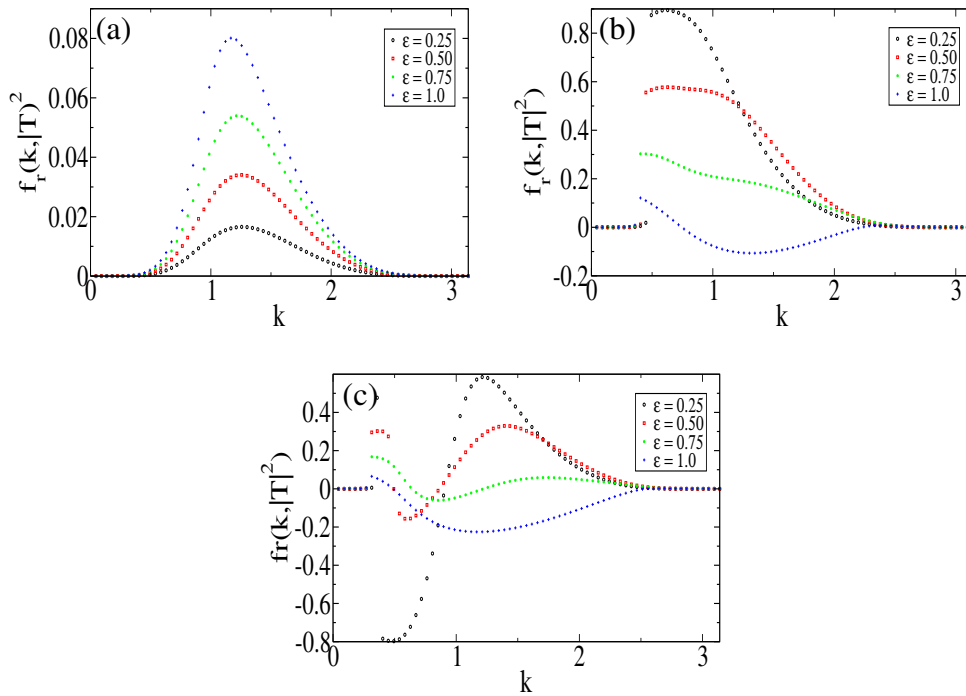 (a)
f_r(k,|T|)^2
0.08
0.06
0.04
0.02
0
0 1 2 3
k
ε = 0.25
ε = 0.50
ε = 0.75
ε = 1.0
(b)
f_r(k,|T|^2)
0.8
0.6
0.4
0.2
0
-0.2
0 1 2 3
k
ε = 0.25
ε = 0.50
ε = 0.75
ε = 1.0
(c)
fr(k,|T|^2)
0.4
0.2
0
-0.2
-0.4
-0.6
-0.8
0 1 2 3
k
ε = 0.25
ε = 0.50
ε = 0.75
ε = 1.0